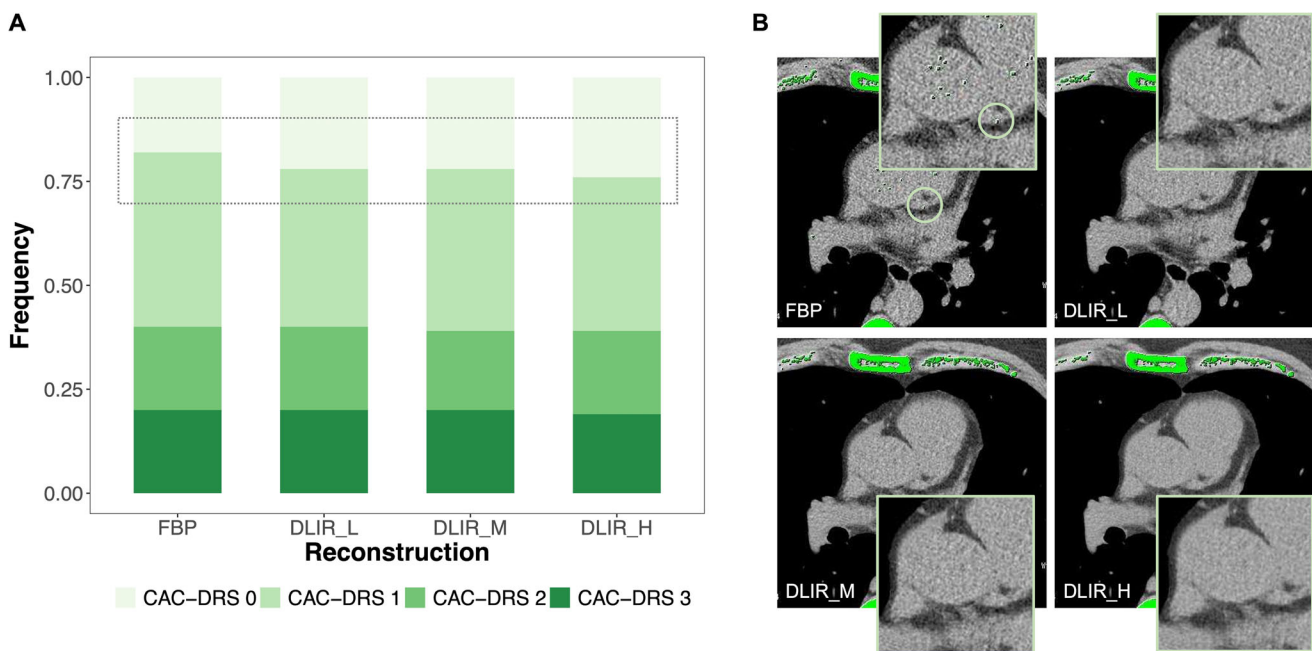 A
B
Frequency
1.00
0.75
0.50
0.25
0.00
FBP
DLIR_L
DLIR_M
DLIR_H
Reconstruction
CAC-DRS 0
CAC-DRS 1
CAC-DRS 2
CAC-DRS 3
FBP
DLIR_L
DLIR_M
DLIR_H